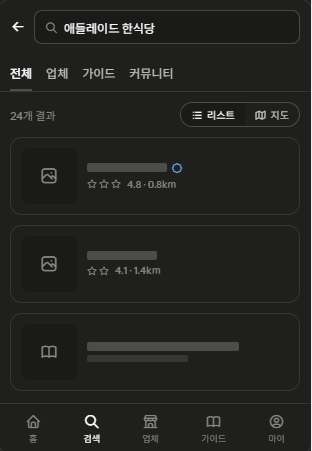 애들레이드 한식당
전체 업체 가이드 커뮤니티
24개 결과 리스트 지도
4.8 · 0.8km
4.1 · 1.4km
홈 검색 업체 가이드 마이